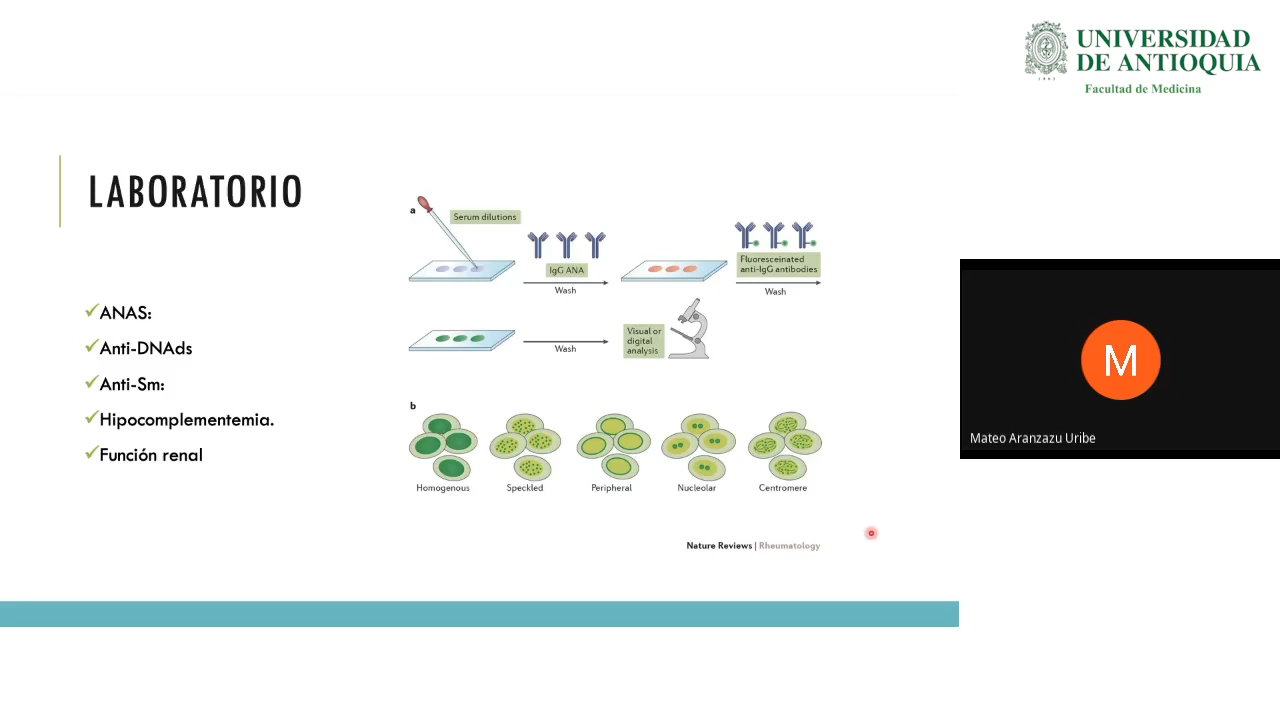 UNIVERSIDAD
DE ANTIOQUIA
1803
Facultad de Medicina
LABORATORIO
ANAS:
Anti-DNAds
Anti-Sm:
Hipocomplementemia.
Función renal
a
Serum dilutions
IgG ANA
Wash
Fluoresceinated
anti-IgG antibodies
Wash
Wash
Visual or
digital
analysis
b
Homogenous
Speckled
Peripheral
Nucleolar
Centromere
Nature Reviews | Rheumatology
M
Mateo Aranzazu Uribe